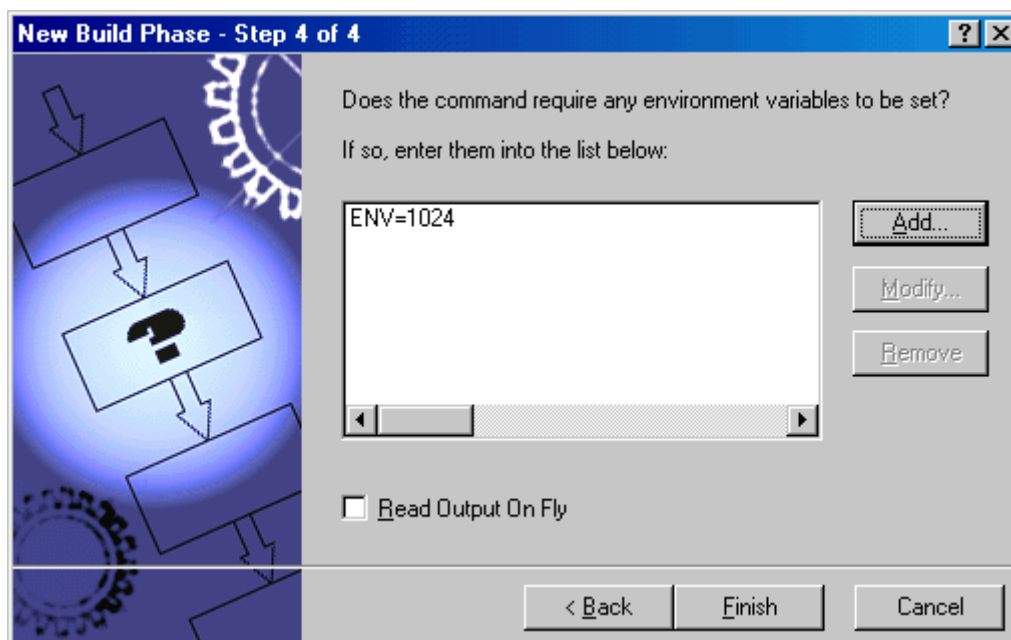 New Build Phase - Step 4 of 4
Does the command require any environment variables to be set?
If so, enter them into the list below:
ENV=1024
Add...
Modify...
Remove
Read Output On Fly
< Back
Finish
Cancel